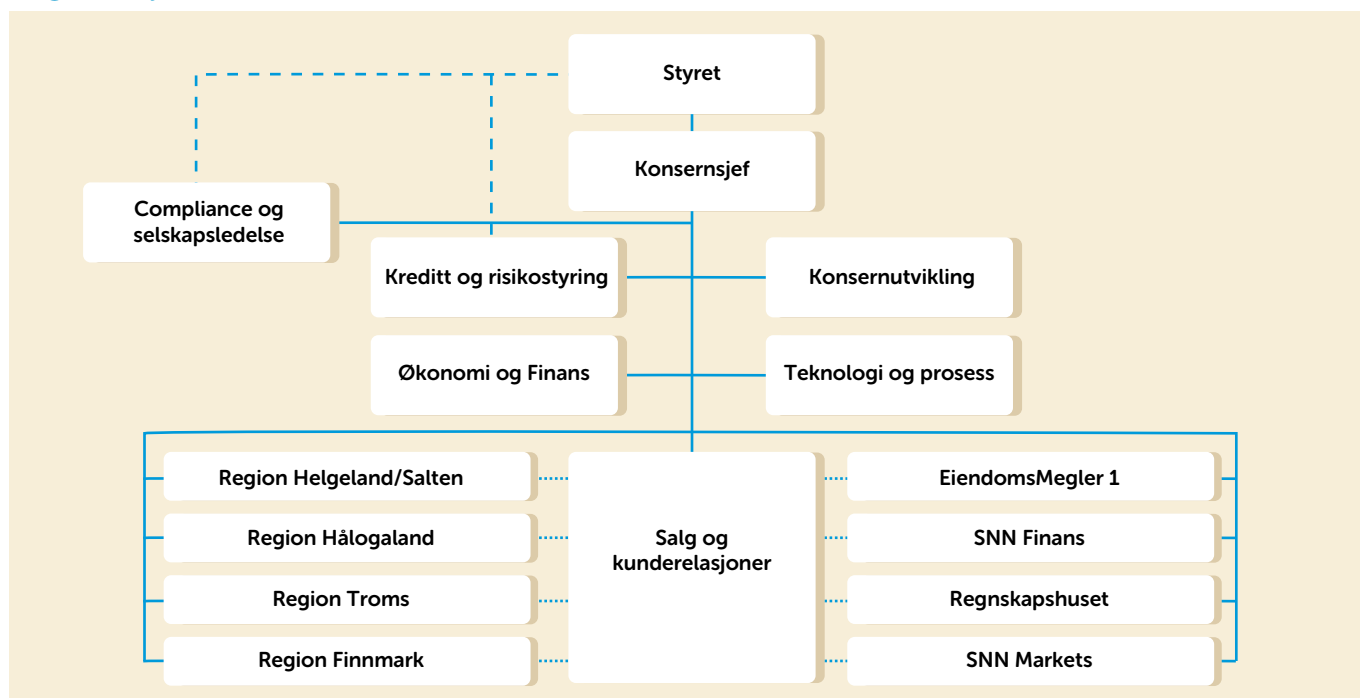 Styret
Konsernsjef
Compliance og
selskapsledelse
Kreditt og risikostyring
Konsernutvikling
Økonomi og Finans
Teknologi og prosess
Region Helgeland/Salten
EiendomsMegler 1
Region Hålogaland
Salg og
kunderelasjoner
SNN Finans
Region Troms
Regnskapshuset
Region Finnmark
SNN Markets